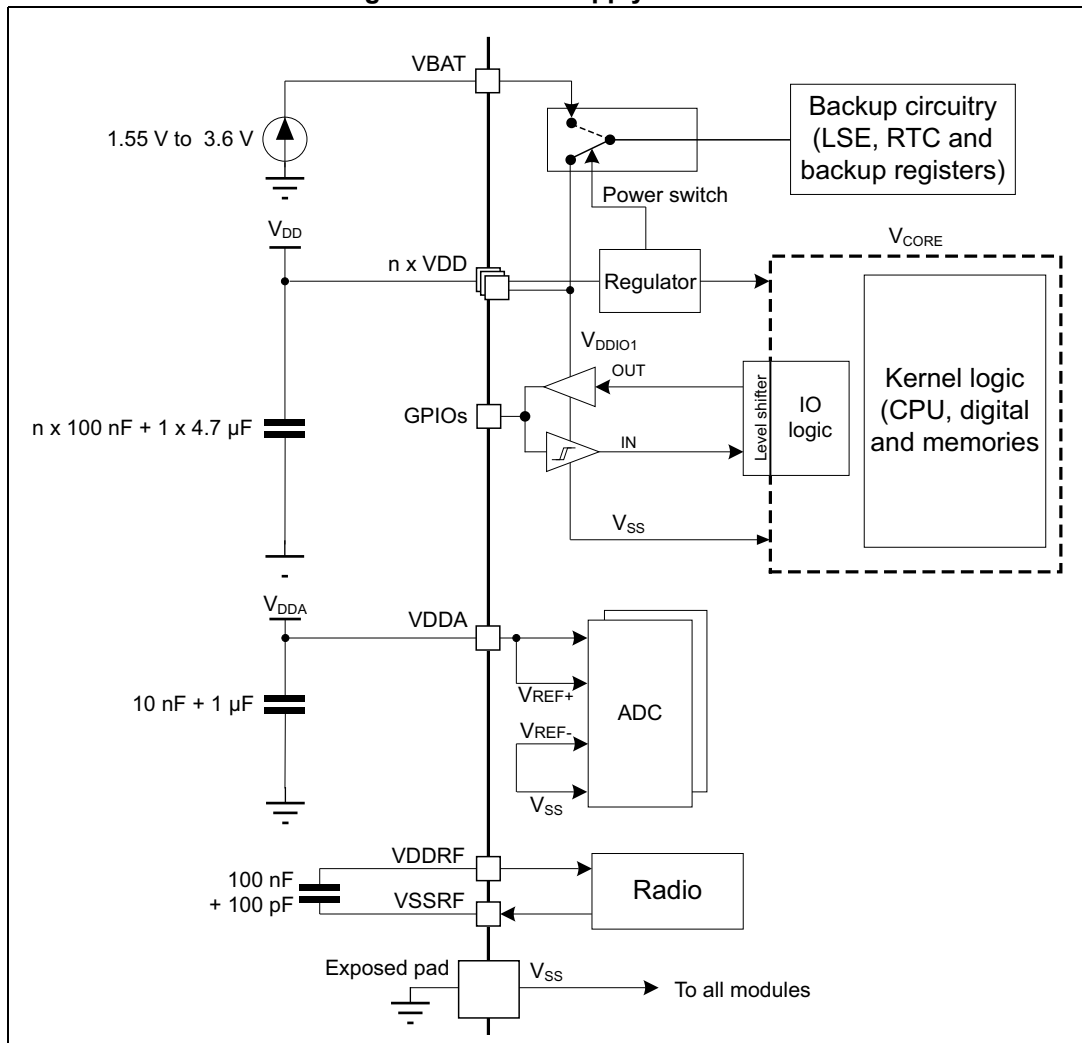 VBAT
1.55 V to 3.6 V
Backup circuitry
(LSE, RTC and
backup registers)
Power switch
VDD
n x VDD
Regulator
VCORE
VDDIO1
OUT
GPIOs
IN
Level shifter
IO
logic
Kernel logic
(CPU, digital
and memories
n x 100 nF + 1 x 4.7 µF
VSS
VDDA
VDDA
10 nF + 1 µF
VREF+
VREF-
VSS
ADC
VDDRF
100 nF
+ 100 pF
VSSRF
Radio
Exposed pad
VSS
To all modules